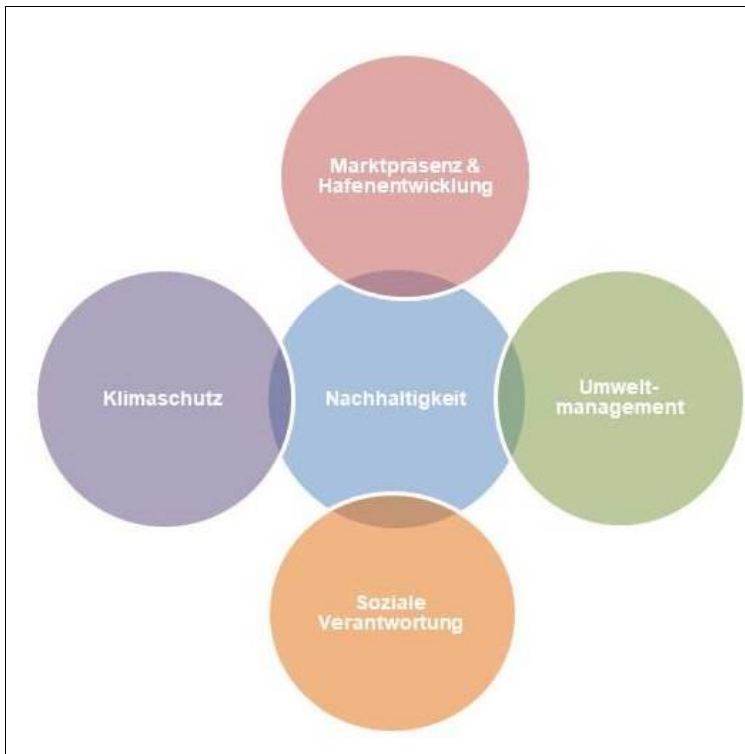 Marktpräsenz &
Hafenentwicklung
Klimaschutz
Nachhaltigkeit
Umwelt-
management
Soziale
Verantwortung